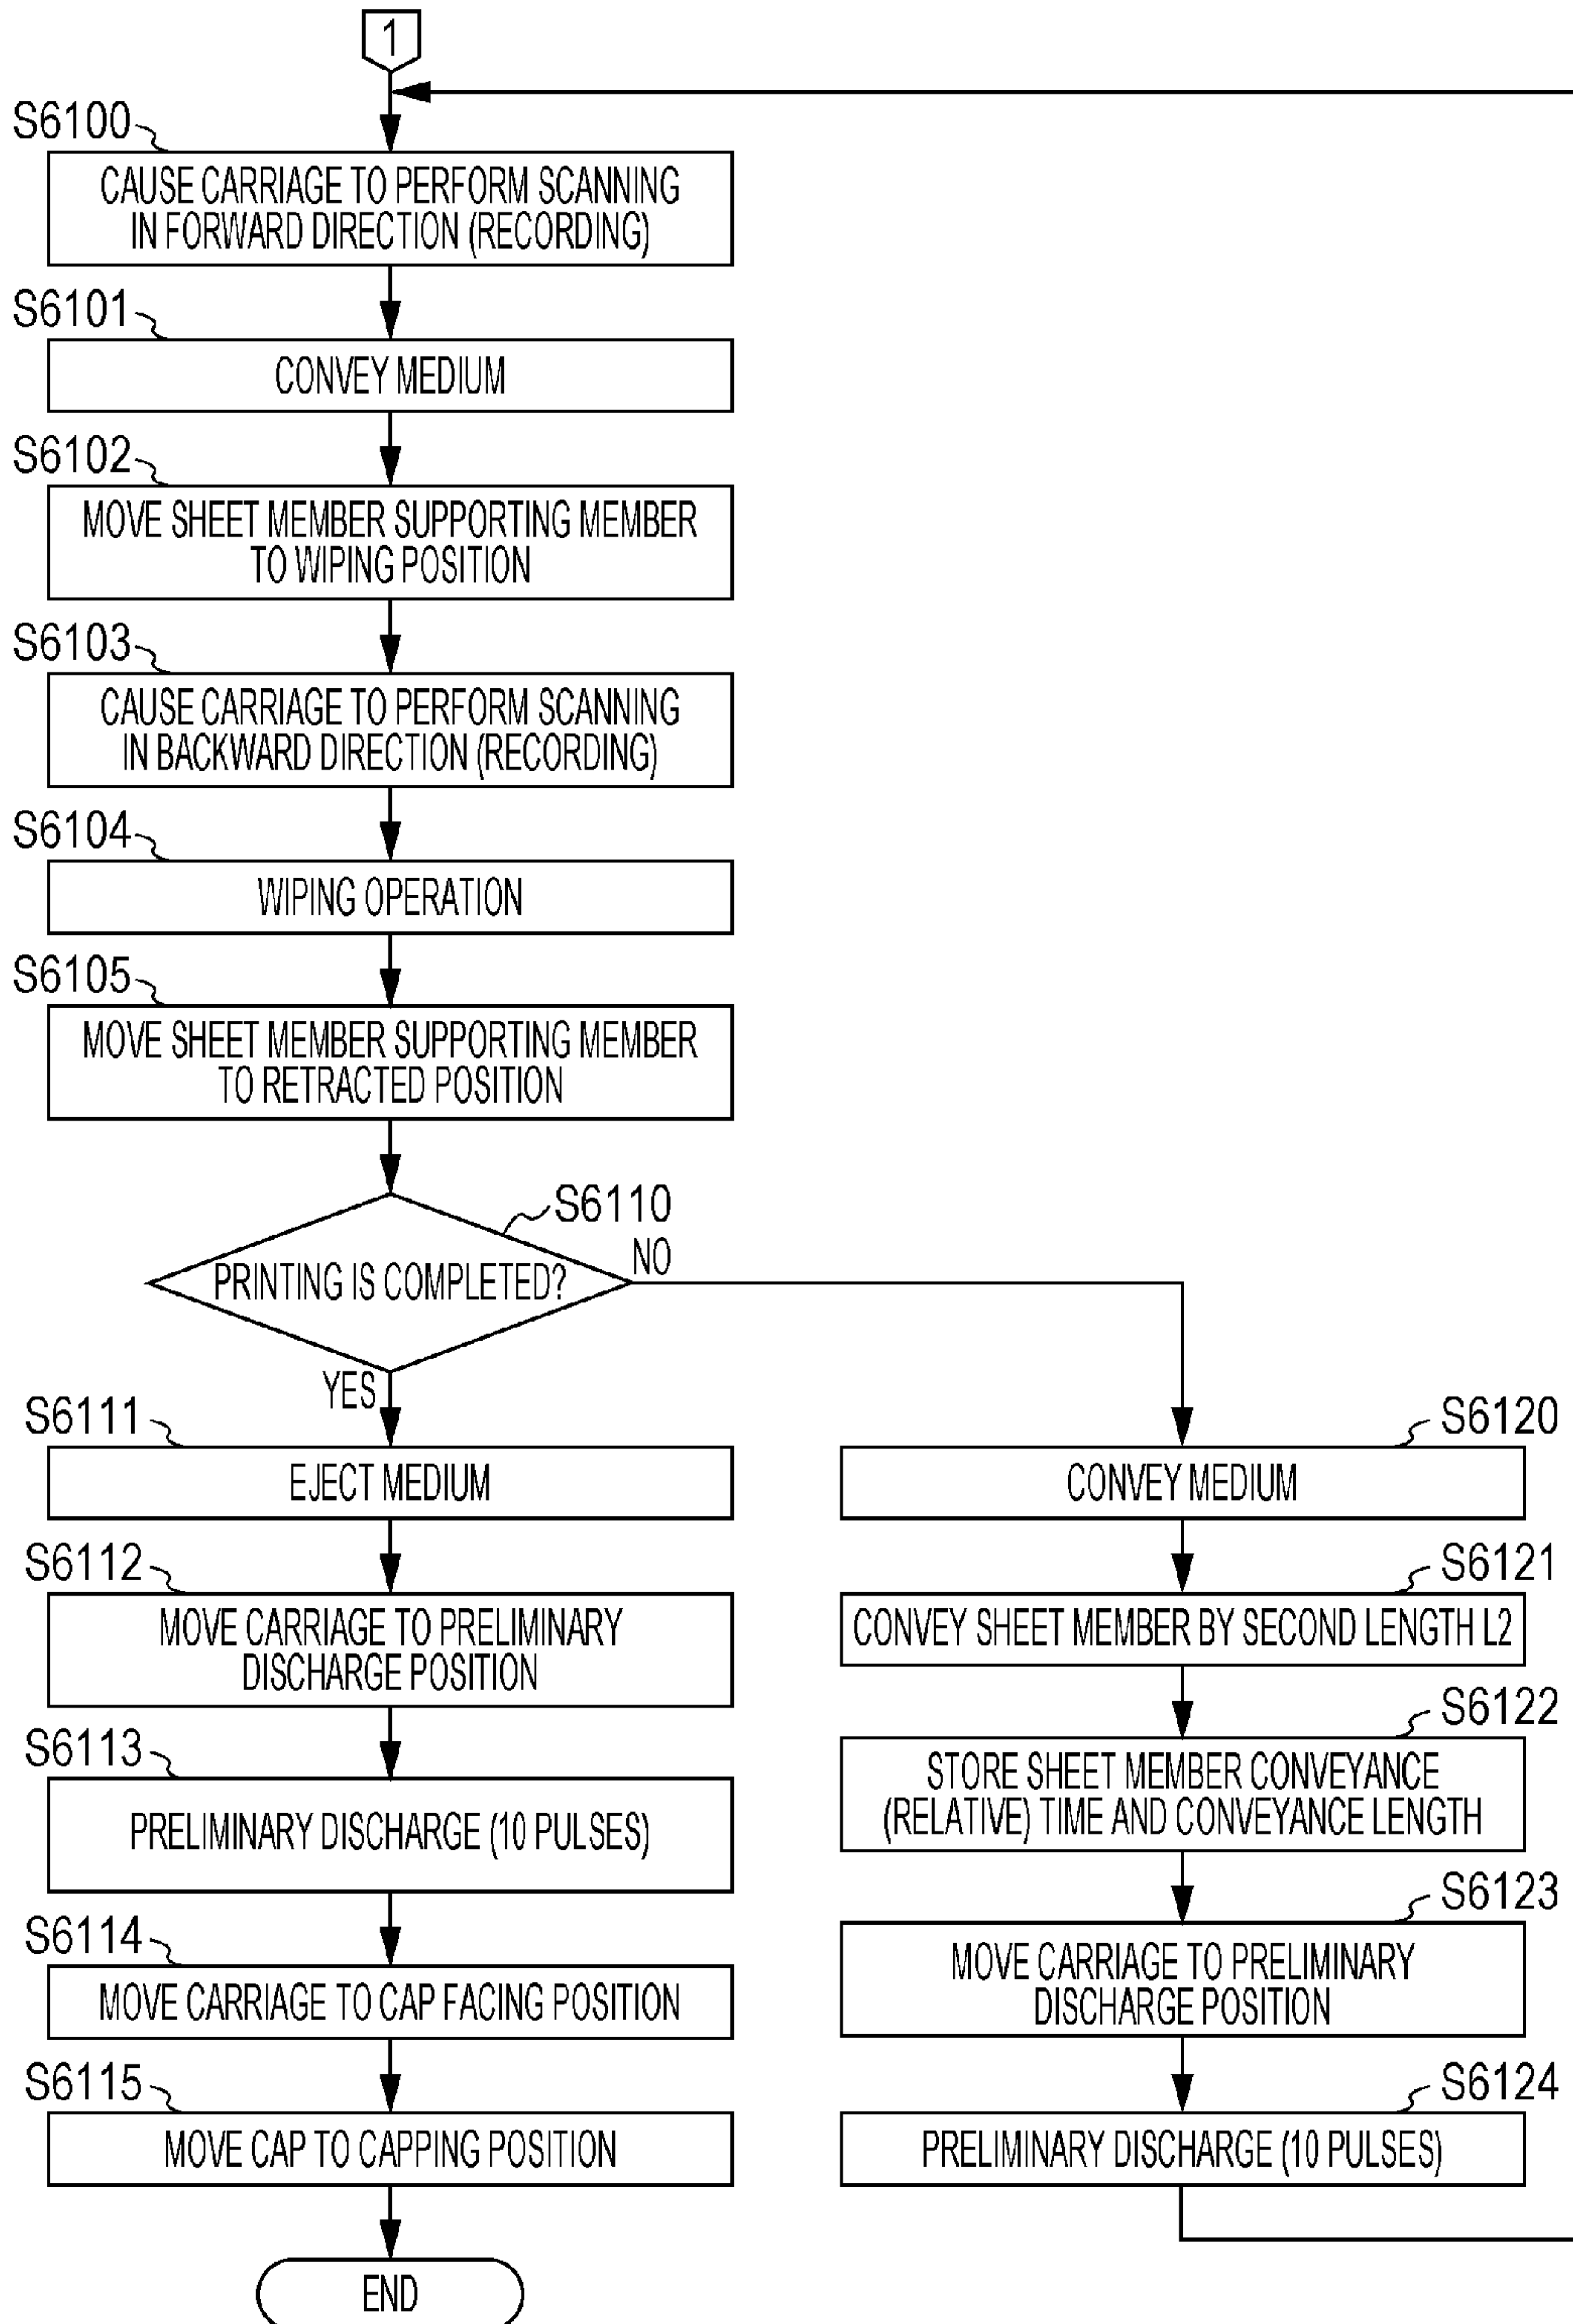 1
S6100
CAUSE CARRIAGE TO PERFORM SCANNING
IN FORWARD DIRECTION (RECORDING)
S6101
CONVEY MEDIUM
S6102
MOVE SHEET MEMBER SUPPORTING MEMBER
TO WIPING POSITION
S6103
CAUSE CARRIAGE TO PERFORM SCANNING
IN BACKWARD DIRECTION (RECORDING)
S6104
WIPING OPERATION
S6105
MOVE SHEET MEMBER SUPPORTING MEMBER
TO RETRACTED POSITION
S6110
PRINTING IS COMPLETED?
NO
YES
S6111
EJECT MEDIUM
S6112
MOVE CARRIAGE TO PRELIMINARY
DISCHARGE POSITION
S6113
PRELIMINARY DISCHARGE (10 PULSES)
S6114
MOVE CARRIAGE TO CAP FACING POSITION
S6115
MOVE CAP TO CAPPING POSITION
END
S6120
CONVEY MEDIUM
S6121
CONVEY SHEET MEMBER BY SECOND LENGTH L2
S6122
STORE SHEET MEMBER CONVEYANCE
(RELATIVE) TIME AND CONVEYANCE LENGTH
S6123
MOVE CARRIAGE TO PRELIMINARY
DISCHARGE POSITION
S6124
PRELIMINARY DISCHARGE (10 PULSES)